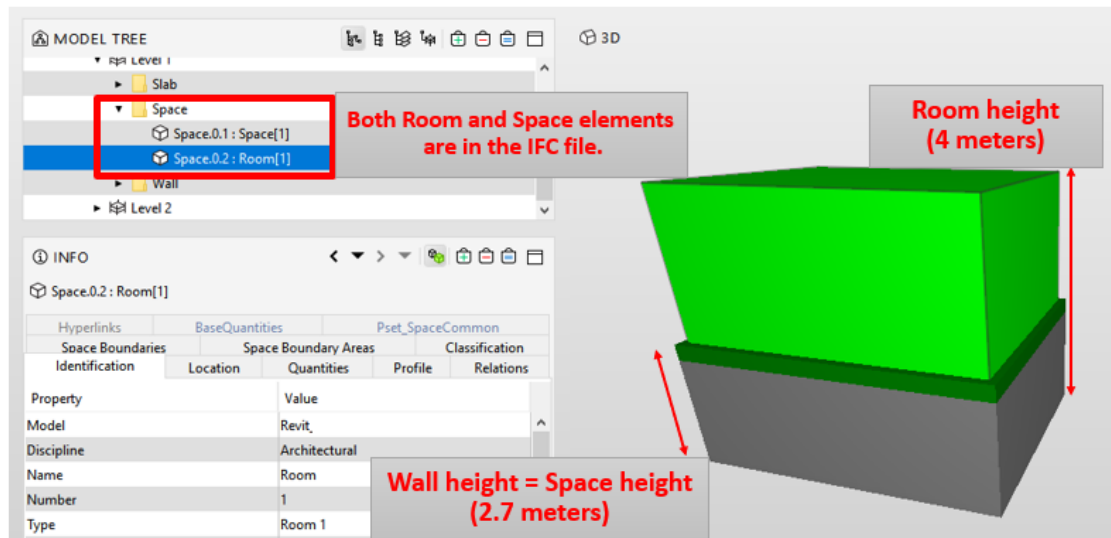 MODEL TREE
3D
Level 1
Slab
Space
Space.0.1 : Space[1]
Space.0.2 : Room[1]
Wall
Level 2
Both Room and Space elements
are in the IFC file.
Room height
(4 meters)
INFO
Space.0.2 : Room[1]
Hyperlinks BaseQuantities Pset_SpaceCommon
Space Boundaries Space Boundary Areas Classification
Identification Location Quantities Profile Relations
Property Value
Model Revit_
Discipline Architectural
Name Room
Number 1
Type Room 1
Wall height = Space height
(2.7 meters)